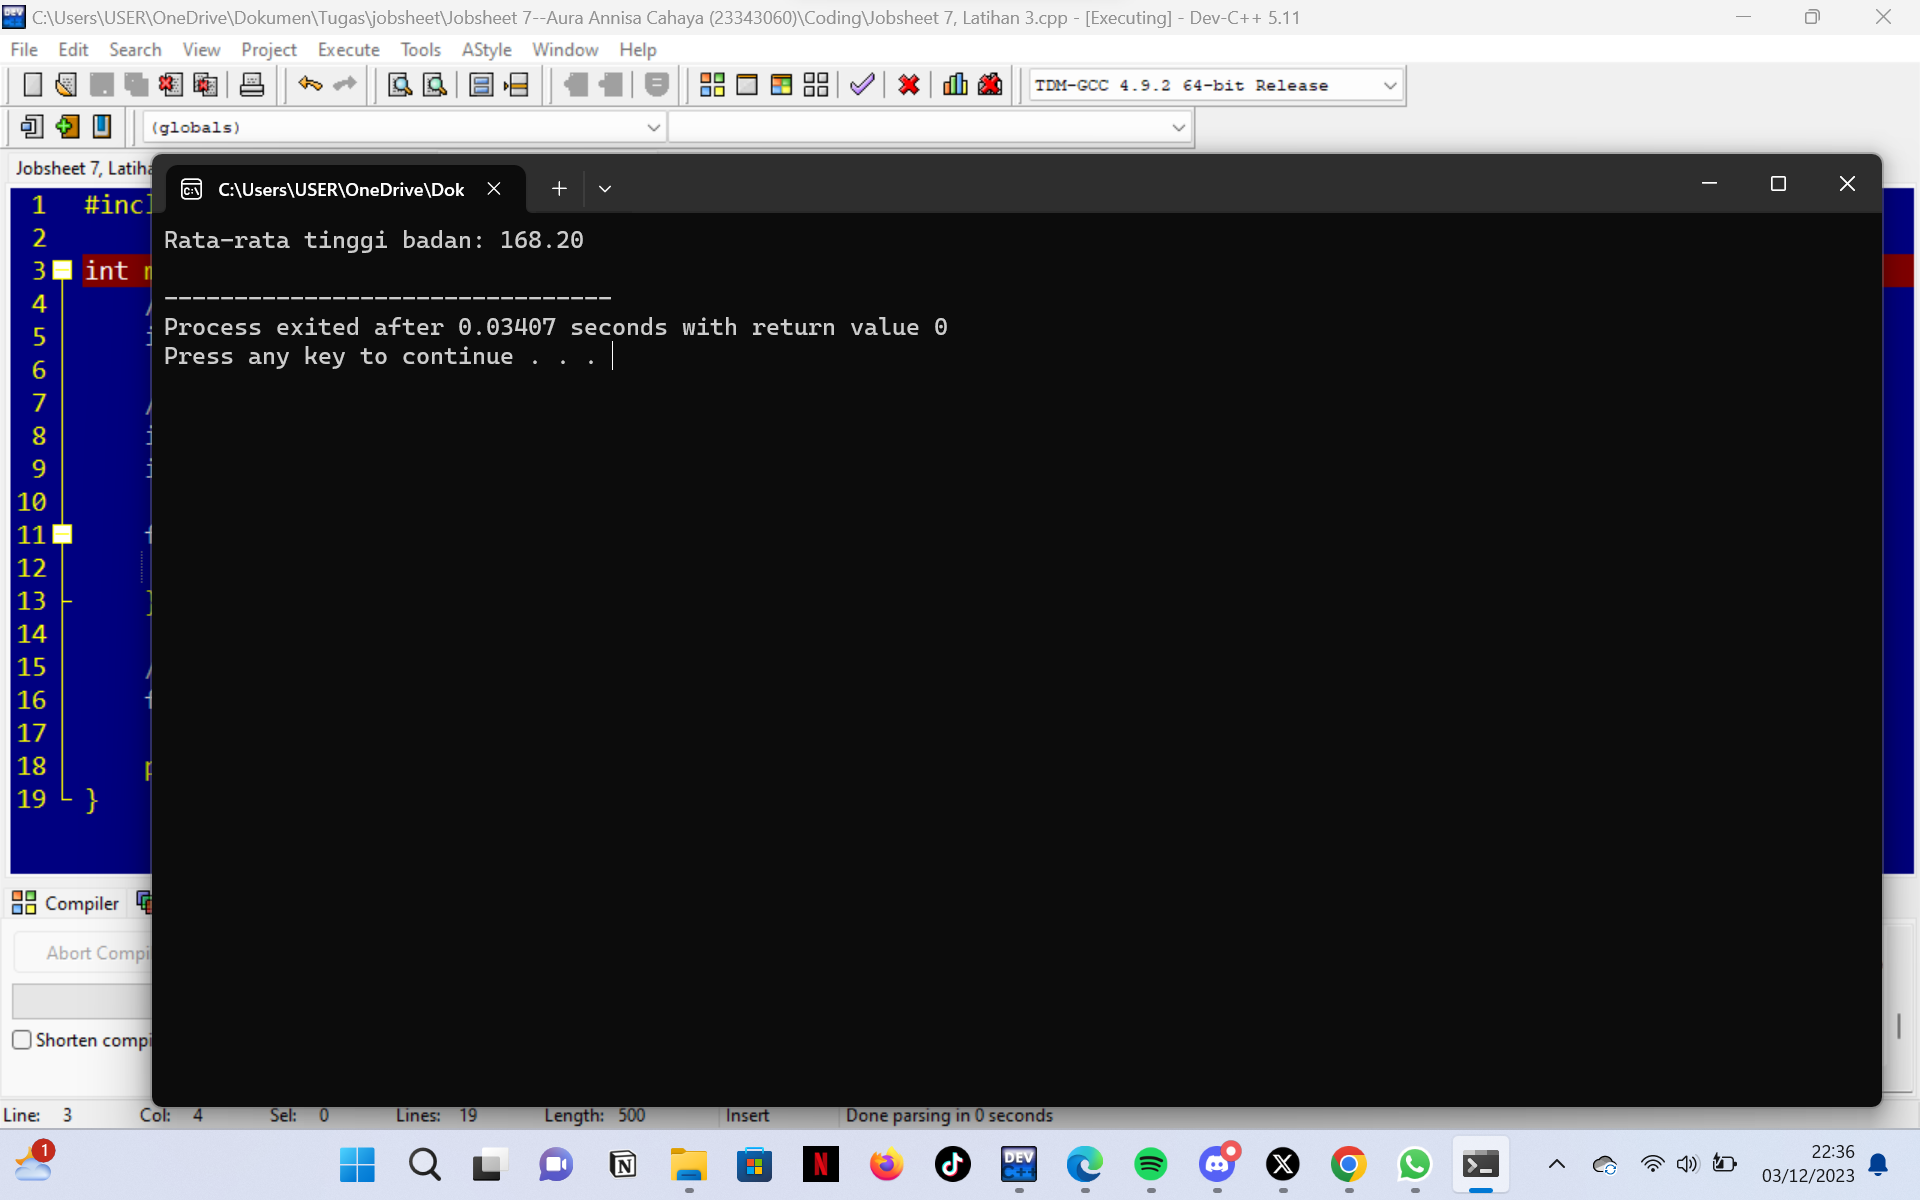 C:\Users\USER\OneDrive\Dokumen\Tugas\jobsheet\Jobsheet 7--Aura Annisa Cahaya (23343060)\Coding\Jobsheet 7, Latihan 3.cpp - [Executing] - Dev-C++ 5.11
File Edit Search View Project Execute Tools AStyle Window Help
TDM-GCC 4.9.2 64-bit Release
(globals)
Jobsheet 7,
C:\Users\USER\OneDrive\Dok
1 #incl
2
3 int
4
5
6
7
8
9
10
11
12
13
14
15
16
17
18
19 }
Rata-rata tinggi badan: 168.20
--------------------------------
Process exited after 0.03407 seconds with return value 0
Press any key to continue . . .
Compiler
Abort Compi
Shorten compi
Line: 3 Col: 4 Sel: 0 Lines: 19 Length: 500 Insert Done parsing in 0 seconds
1
N
DEV C++
X
22:36
03/12/2023